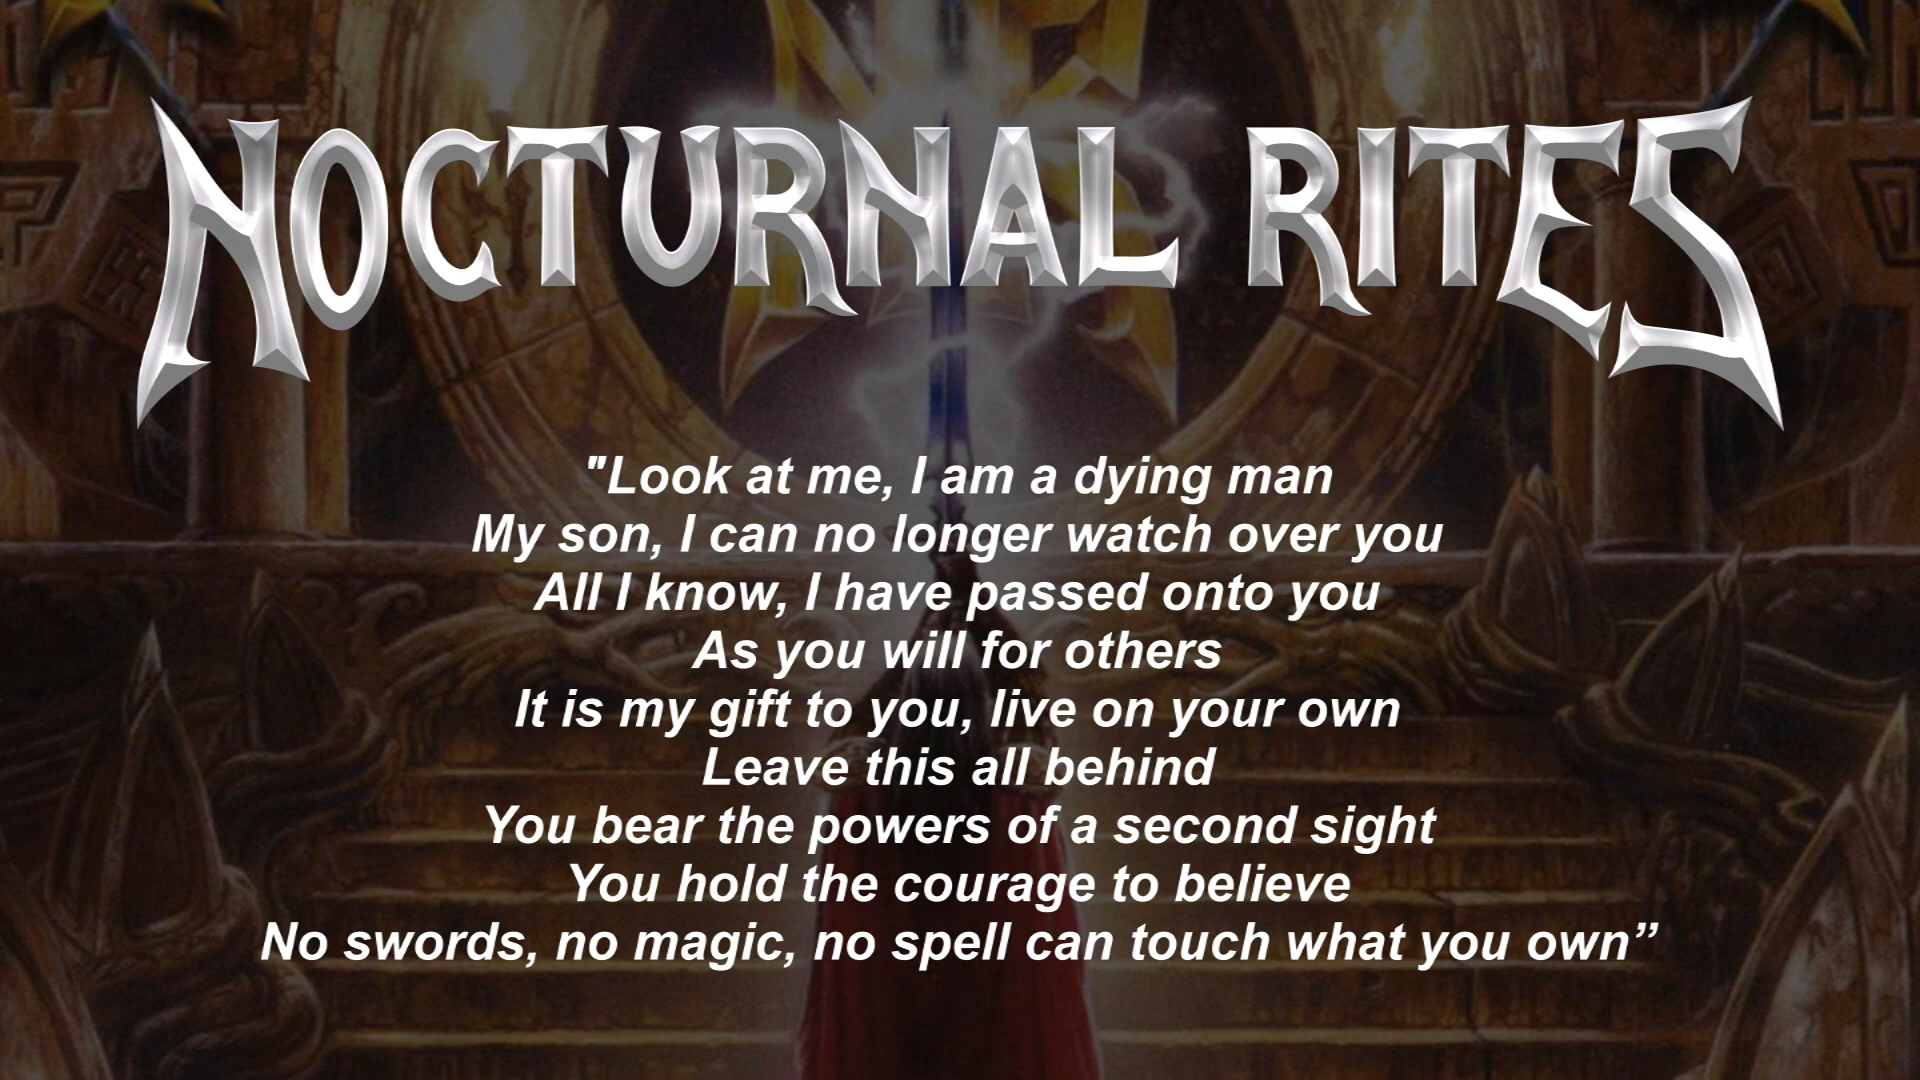 NOCTURNAL RITES
"Look at me, I am a dying man
My son, I can no longer watch over you
All I know, I have passed onto you
As you will for others
It is my gift to you, live on your own
Leave this all behind
You bear the powers of a second sight
You hold the courage to believe
No swords, no magic, no spell can touch what you own”